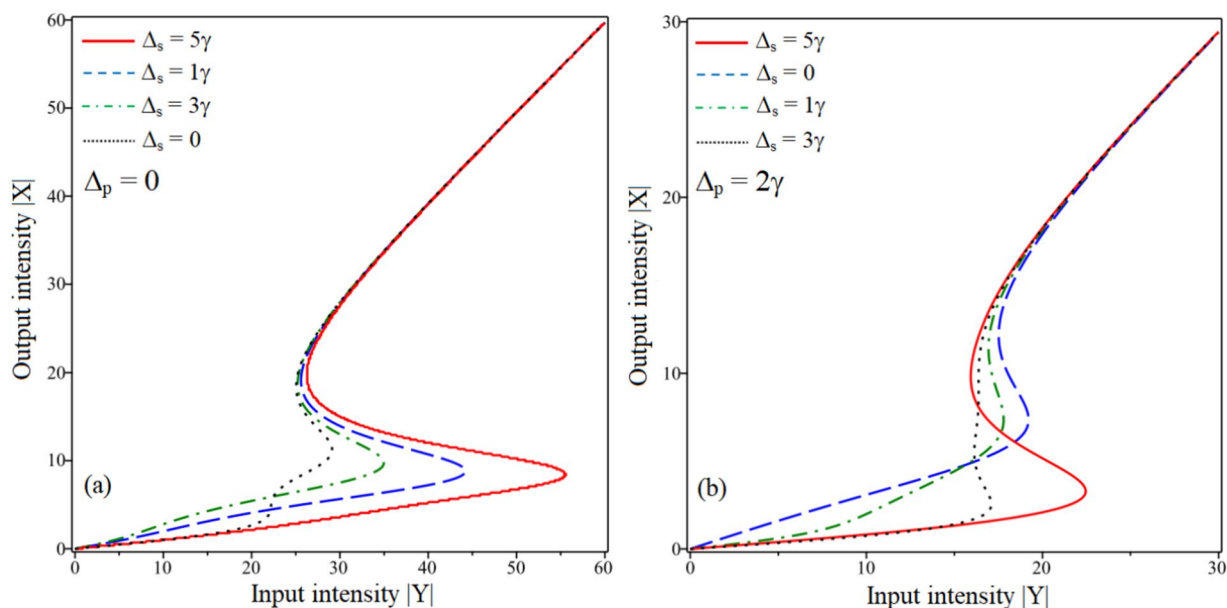 60
50
40
30
20
10
0
Output intensity |X|
Δs = 5γ
Δs = 1γ
Δs = 3γ
Δs = 0
Δp = 0
(a)
0 10 20 30 40 50 60
Input intensity |Y|
30
20
10
0
Output intensity |X|
Δs = 5γ
Δs = 0
Δs = 1γ
Δs = 3γ
Δp = 2γ
(b)
0 10 20 30
Input intensity |Y|